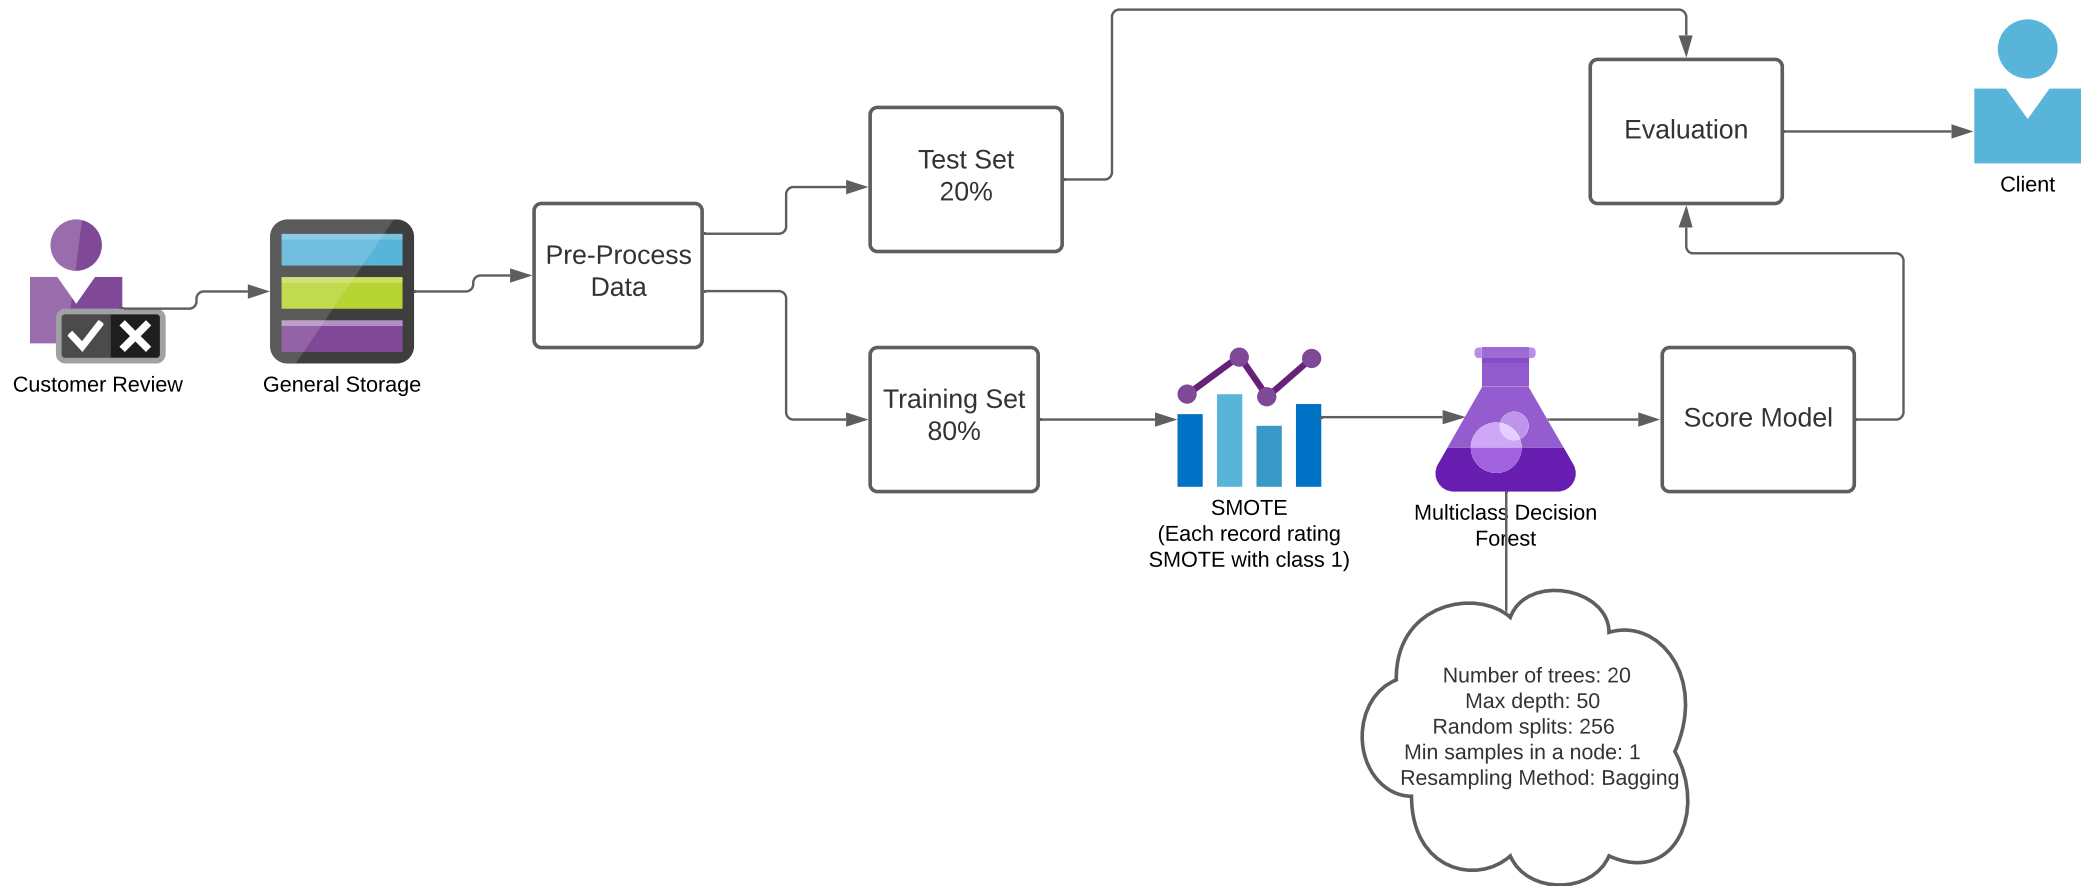 Customer Review
General Storage
Pre-Process
Data
Test Set
20%
Training Set
80%
SMOTE
(Each record rating
SMOTE with class 1)
Multiclass Decision
Forest
Number of trees: 20
Max depth: 50
Random splits: 256
Min samples in a node: 1
Resampling Method: Bagging
Score Model
Evaluation
Client